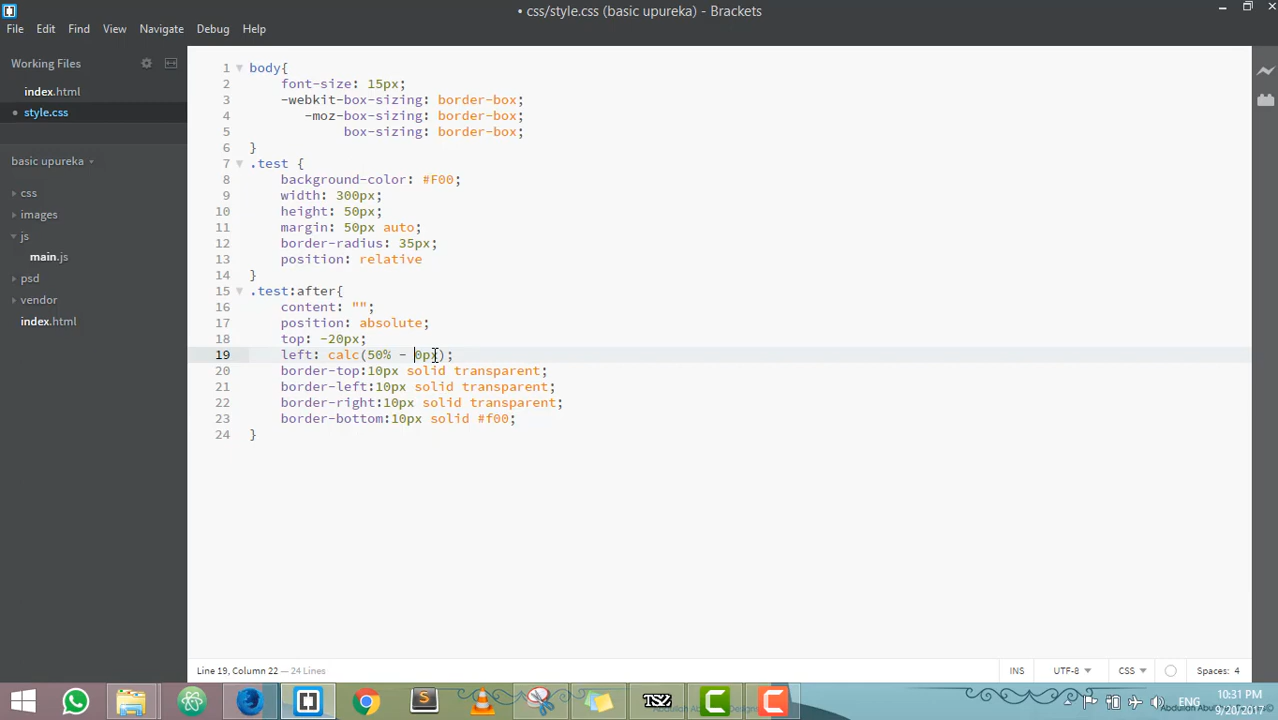 • css/style.css (basic upureka) - Brackets
File Edit Find View Navigate Debug Help
Working Files
index.html
style.css
basic upureka
css
images
js
main.js
psd
vendor
index.html
1 body{
2 font-size: 15px;
3 -webkit-box-sizing: border-box;
4 -moz-box-sizing: border-box;
5 box-sizing: border-box;
6 }
7 .test {
8 background-color: #F00;
9 width: 300px;
10 height: 50px;
11 margin: 50px auto;
12 border-radius: 35px;
13 position: relative
14 }
15 .test:after{
16 content: "";
17 position: absolute;
18 top: -20px;
19 left: calc(50% - 0px);
20 border-top:10px solid transparent;
21 border-left:10px solid transparent;
22 border-right:10px solid transparent;
23 border-bottom:10px solid #f00;
24 }
Line 19, Column 22 — 24 Lines
INS UTF-8 CSS Spaces: 4
TSZ
ENG
10:31 PM
9/20/2017